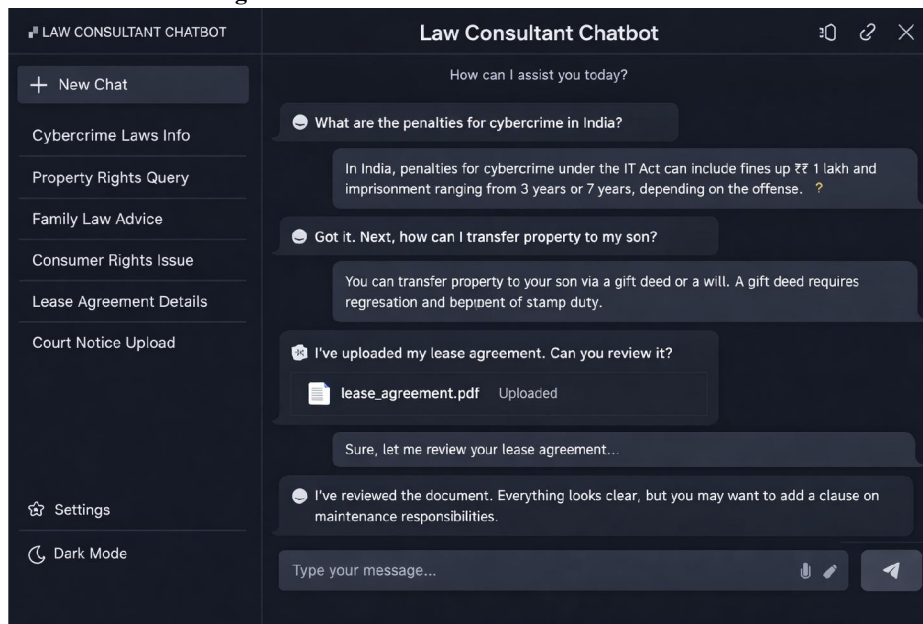 LAW CONSULTANT CHATBOT
New Chat
Cybercrime Laws Info
Property Rights Query
Family Law Advice
Consumer Rights Issue
Lease Agreement Details
Court Notice Upload
Settings
Dark Mode
Law Consultant Chatbot
How can I assist you today?
What are the penalties for cybercrime in India?
In India, penalties for cybercrime under the IT Act can include fines up ₹₹ 1 lakh and
imprisonment ranging from 3 years or 7 years, depending on the offense. ?
Got it. Next, how can I transfer property to my son?
You can transfer property to your son via a gift deed or a will. A gift deed requires
regresation and of stamp duty.
I've uploaded my lease agreement. Can you review it?
lease_agreement.pdf Uploaded
Sure, let me review your lease agreement...
I've reviewed the document. Everything looks clear, but you may want to add a clause on
maintenance responsibilities.
Type your message...